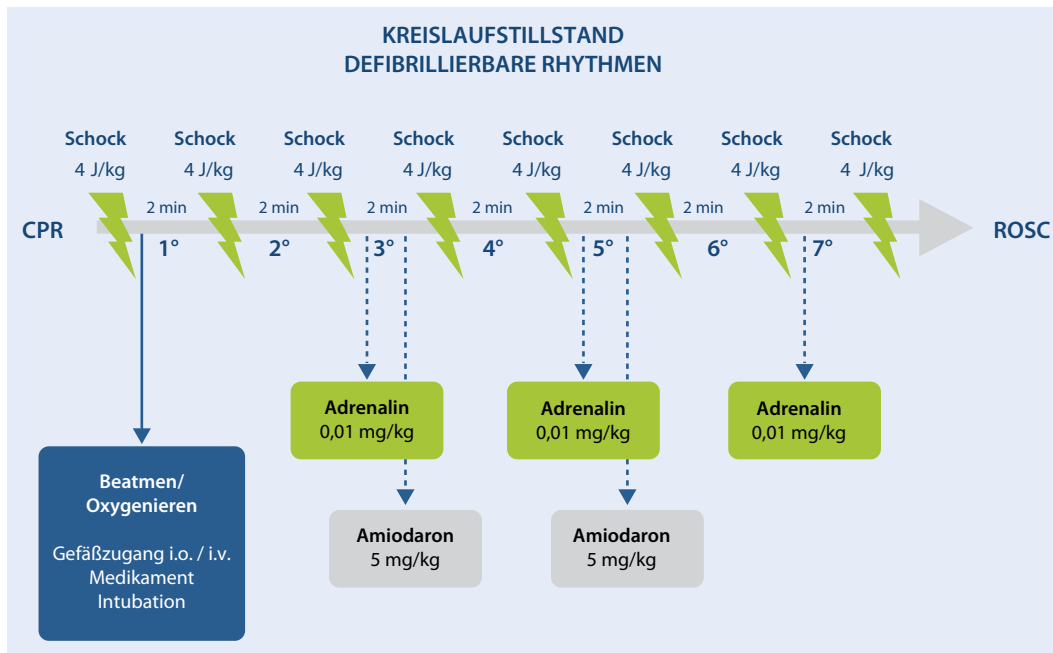 KREISLAUFSTILLSTAND
DEFIBRILLIERBARE RHYTHMEN
Schock Schock Schock Schock Schock Schock Schock Schock
4 J/kg 4 J/kg 4 J/kg 4 J/kg 4 J/kg 4 J/kg 4 J/kg 4 J/kg
2 min 2 min 2 min 2 min 2 min 2 min 2 min
CPR ROSC
1° 2° 3° 4° 5° 6° 7°
Adrenalin Adrenalin Adrenalin
0,01 mg/kg 0,01 mg/kg 0,01 mg/kg
Beatmen/
Oxygenieren
Gefäßzugang i.o. / i.v.
Medikament
Intubation
Amiodaron Amiodaron
5 mg/kg 5 mg/kg